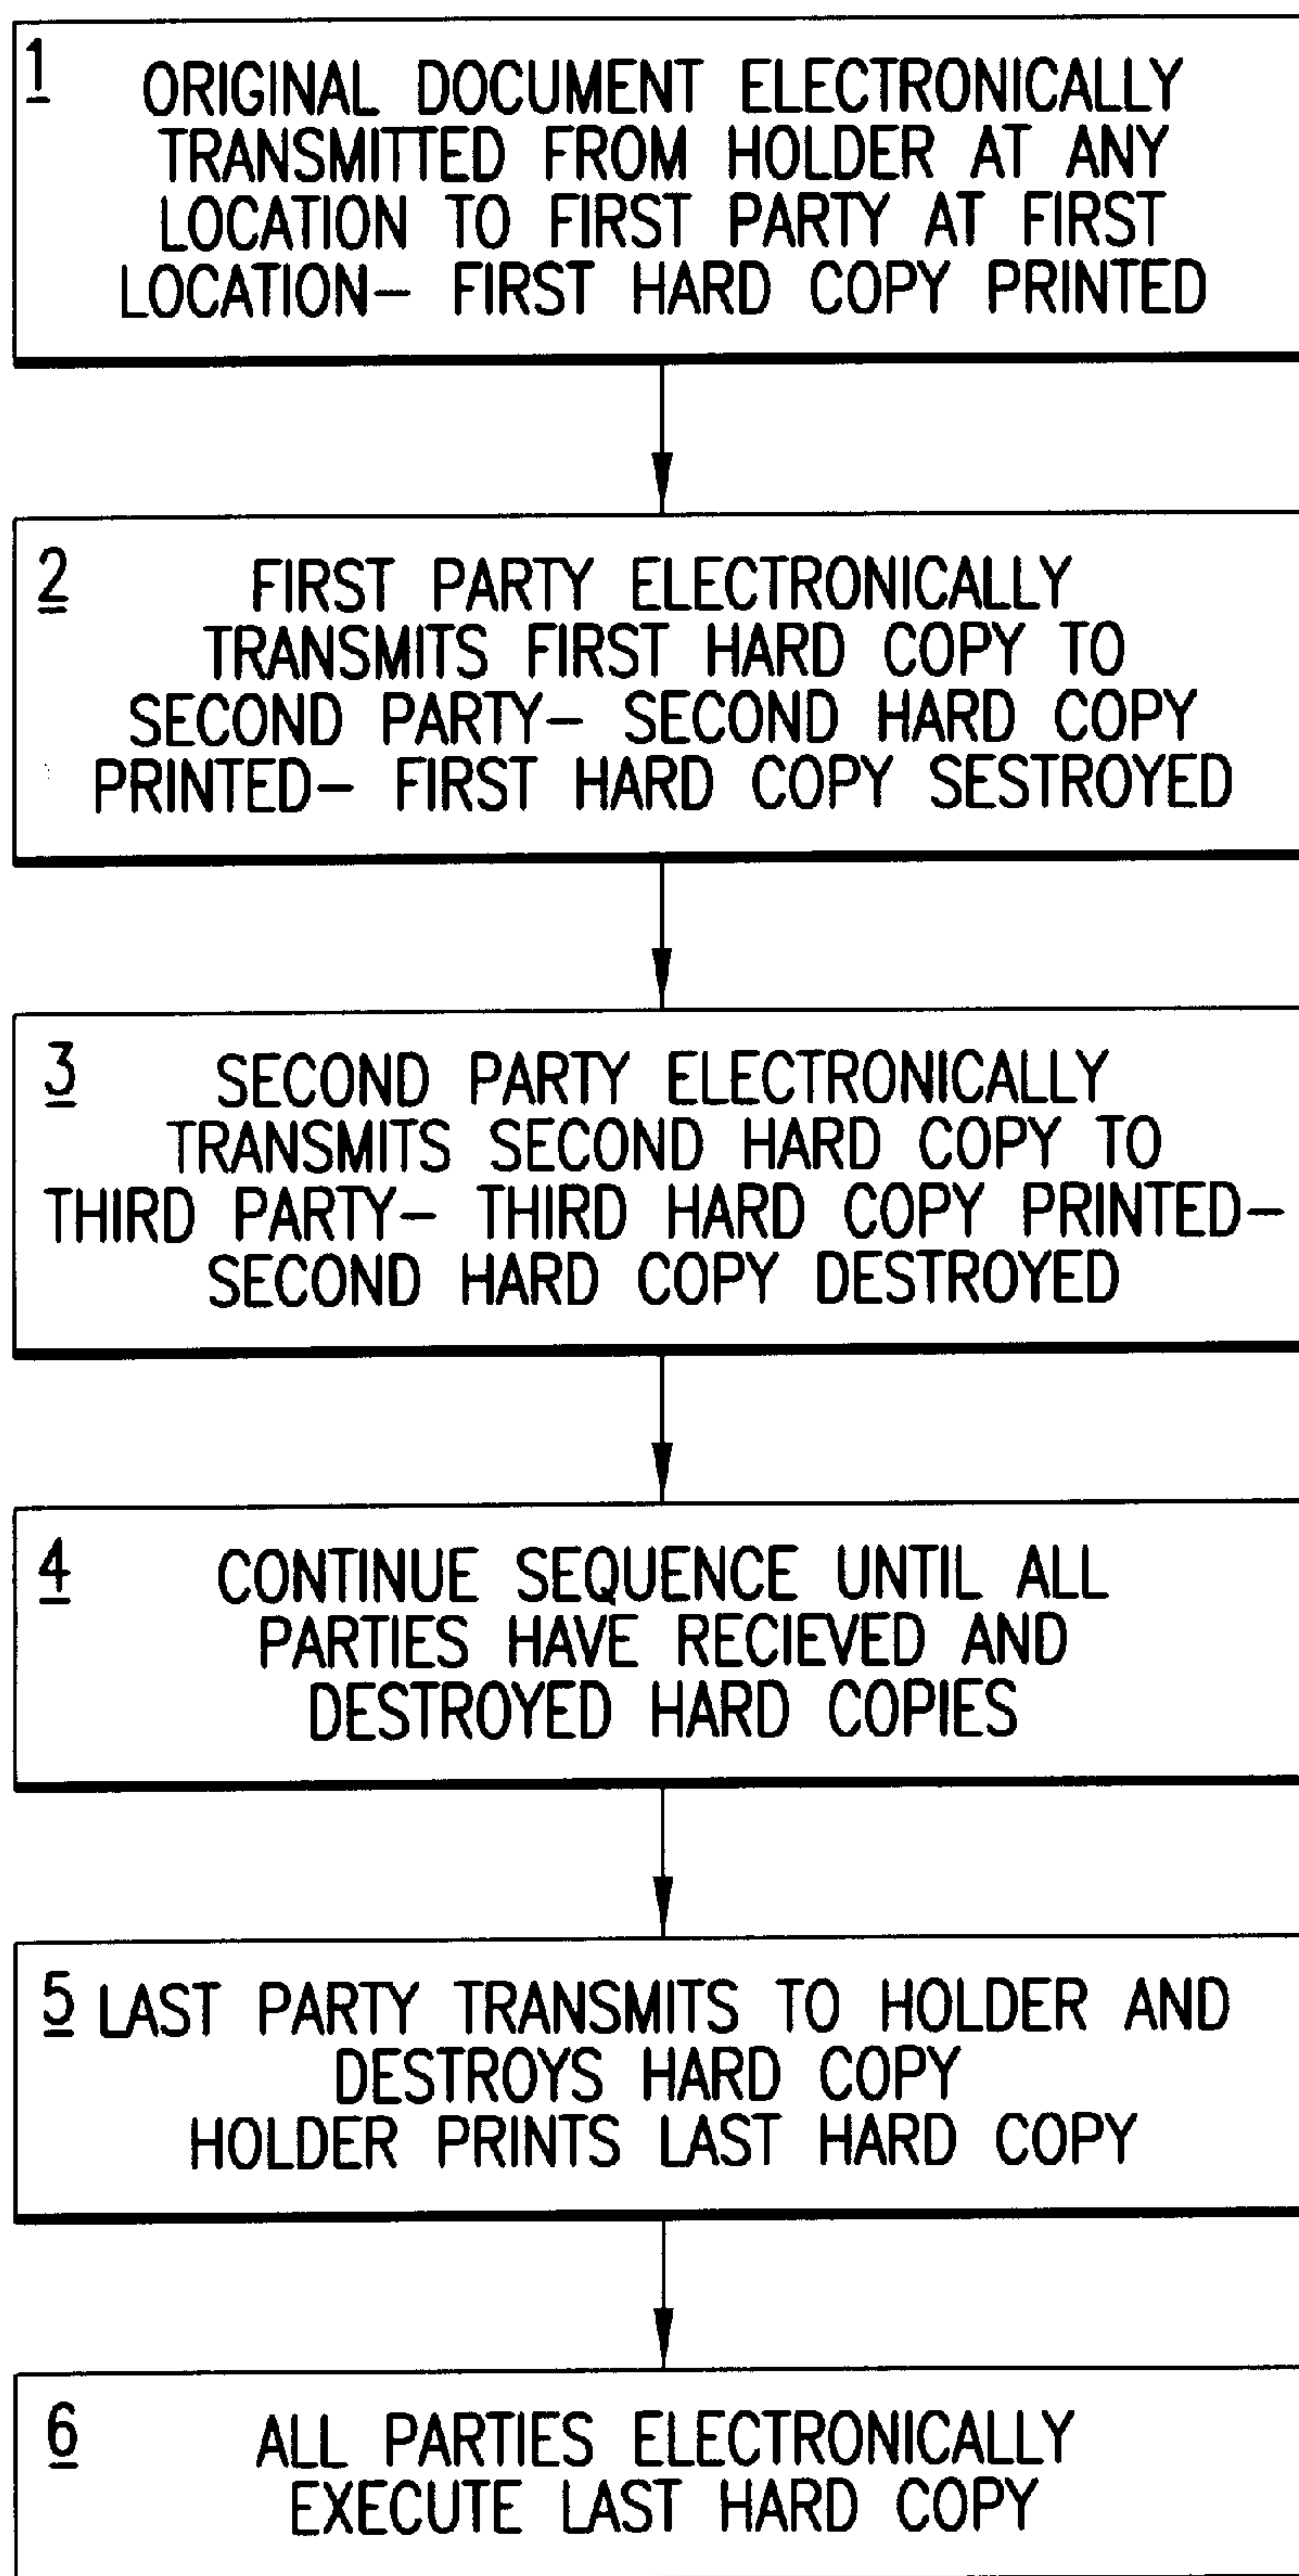 1
ORIGINAL DOCUMENT ELECTRONICALLY
TRANSMITTED FROM HOLDER AT ANY
LOCATION TO FIRST PARTY AT FIRST
LOCATION– FIRST HARD COPY PRINTED
2
FIRST PARTY ELECTRONICALLY
TRANSMITS FIRST HARD COPY TO
SECOND PARTY– SECOND HARD COPY
PRINTED– FIRST HARD COPY SESTROYED
3
SECOND PARTY ELECTRONICALLY
TRANSMITS SECOND HARD COPY TO
THIRD PARTY– THIRD HARD COPY PRINTED–
SECOND HARD COPY DESTROYED
4
CONTINUE SEQUENCE UNTIL ALL
PARTIES HAVE RECIEVED AND
DESTROYED HARD COPIES
5 LAST PARTY TRANSMITS TO HOLDER AND
DESTROYS HARD COPY
HOLDER PRINTS LAST HARD COPY
6
ALL PARTIES ELECTRONICALLY
EXECUTE LAST HARD COPY